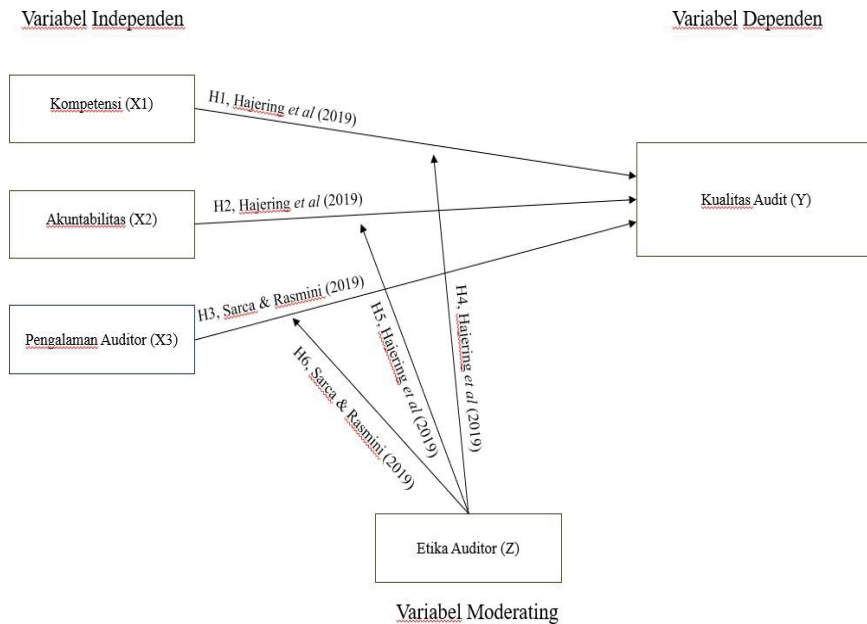 Variabel Independen
Variabel Dependen
Kompetensi (X1)
H1, Hajering et al (2019)
Akuntabilitas (X2)
H2, Hajering et al (2019)
Kualitas Audit (Y)
Pengalaman Auditor (X3)
H3, Sarca & Rasmini (2019)
H4, Hajering et al (2019)
H5, Hajering et al (2019)
H6, Sarca & Rasmini (2019)
Etika Auditor (Z)
Variabel Moderating